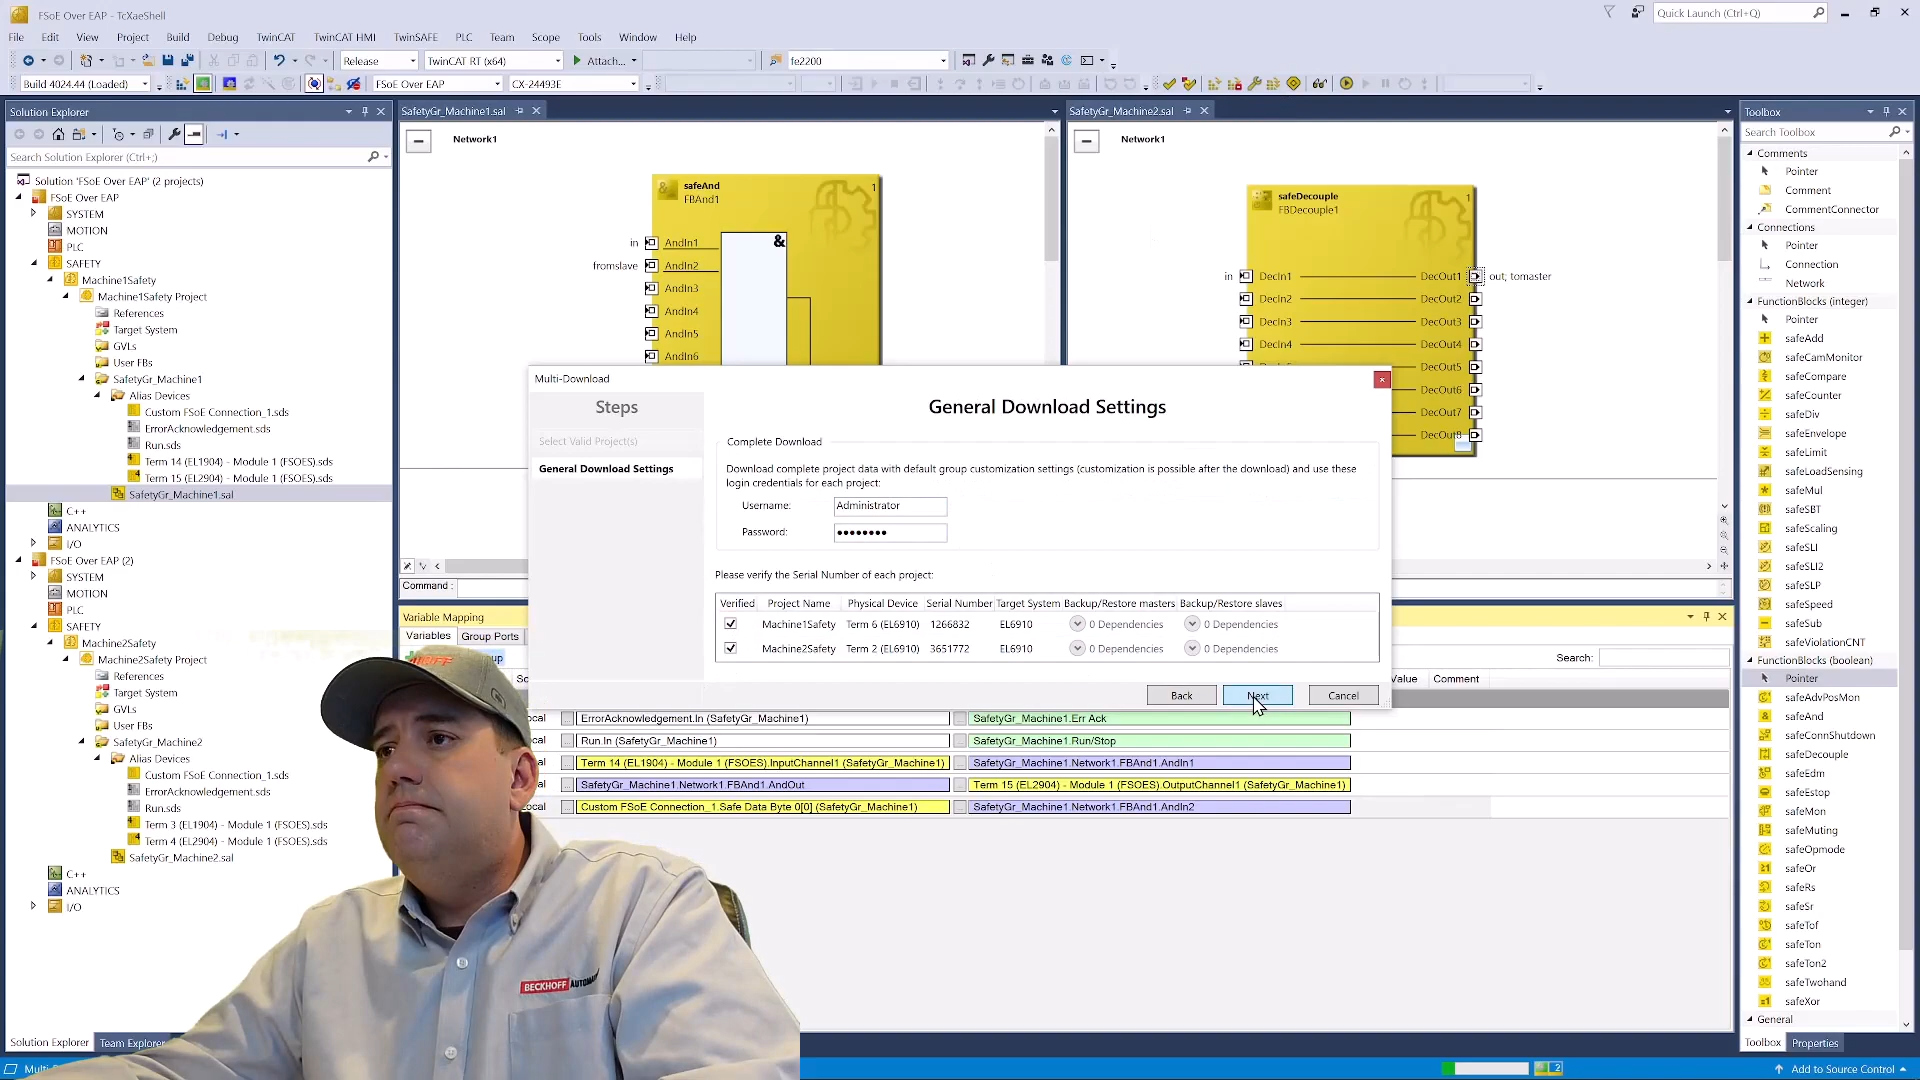 FSoE Over EAP - TcXaeShell
Quick Launch (Ctrl+Q)
File Edit View Project Build Debug TwinCAT TwinCAT HMI TwinSAFE PLC Team Scope Tools Window Help
Release TwinCAT RT (x64) Attach... fe2200
Build 4024.44 (Loaded) FSoE Over EAP CX-24493E
Solution Explorer
Search Solution Explorer (Ctrl+;)
Solution 'FSoE Over EAP' (2 projects)
FSoE Over EAP
SYSTEM
MOTION
PLC
SAFETY
Machine1Safety
Machine1Safety Project
References
Target System
GVLs
User FBs
SafetyGr_Machine1
Alias Devices
Custom FSoE Connection_1.sds
ErrorAcknowledgement.sds
Run.sds
Term 14 (EL1904) - Module 1 (FSOES).sds
Term 15 (EL2904) - Module 1 (FSOES).sds
SafetyGr_Machine1.sal
C++
ANALYTICS
I/O
FSoE Over EAP (2)
SYSTEM
MOTION
PLC
SAFETY
Machine2Safety
Machine2Safety Project
References
Target System
GVLs
User FBs
SafetyGr_Machine2
Alias Devices
Custom FSoE Connection_1.sds
ErrorAcknowledgement.sds
Run.sds
Term 3 (EL1904) - Module 1 (FSOES).sds
Term 4 (EL2904) - Module 1 (FSOES).sds
SafetyGr_Machine2.sal
C++
ANALYTICS
I/O
Solution Explorer Team Explorer
SafetyGr_Machine1.sal
Network1
safeAnd
FBAnd1
1
&
in AndIn1
fromslave AndIn2
AndIn3
AndIn4
AndIn5
AndIn6
Command :
SafetyGr_Machine2.sal
Network1
safeDecouple
FBDecouple1
1
in DecIn1 DecOut1 out; tomaster
DecIn2 DecOut2
DecIn3 DecOut3
DecIn4 DecOut4
DecOut5
DecOut6
DecOut7
DecOut8
Multi-Download
Steps
Select Valid Project(s)
General Download Settings
General Download Settings
Complete Download
Download complete project data with default group customization settings (customization is possible after the download) and use these
login credentials for each project:
Username: Administrator
Password: ●●●●●●●●
Please verify the Serial Number of each project:
Verified Project Name Physical Device Serial Number Target System Backup/Restore masters Backup/Restore slaves
Machine1Safety Term 6 (EL6910) 1266832 EL6910 0 Dependencies 0 Dependencies
Machine2Safety Term 2 (EL6910) 3651772 EL6910 0 Dependencies 0 Dependencies
Back Next Cancel
Variable Mapping
Variables Group Ports
Search:
Value Comment
ErrorAcknowledgement.In (SafetyGr_Machine1) SafetyGr_Machine1.Err Ack
Run.In (SafetyGr_Machine1) SafetyGr_Machine1.Run/Stop
Term 14 (EL1904) - Module 1 (FSOES).InputChannel1 (SafetyGr_Machine1) SafetyGr_Machine1.Network1.FBAnd1.AndIn1
SafetyGr_Machine1.Network1.FBAnd1.AndOut Term 15 (EL2904) - Module 1 (FSOES).OutputChannel1 (SafetyGr_Machine1)
Custom FSoE Connection_1.Safe Data Byte 0[0] (SafetyGr_Machine1) SafetyGr_Machine1.Network1.FBAnd1.AndIn2
BECKHOFF
Toolbox
Search Toolbox
Comments
Pointer
Comment
CommentConnector
Connections
Pointer
Connection
Network
FunctionBlocks (integer)
Pointer
safeAdd
safeCamMonitor
safeCompare
safeCounter
safeDiv
safeEnvelope
safeLimit
safeLoadSensing
safeMul
safeSBT
safeScaling
safeSLI
safeSLI2
safeSLP
safeSpeed
safeSub
safeViolationCNT
FunctionBlocks (boolean)
Pointer
safeAdvPosMon
safeAnd
safeConnShutdown
safeDecouple
safeEdm
safeEstop
safeMon
safeMuting
safeOpmode
safeOr
safeRs
safeSr
safeTof
safeTon
safeTon2
safeTwohand
safeXor
General
Toolbox Properties
2 Add to Source Control